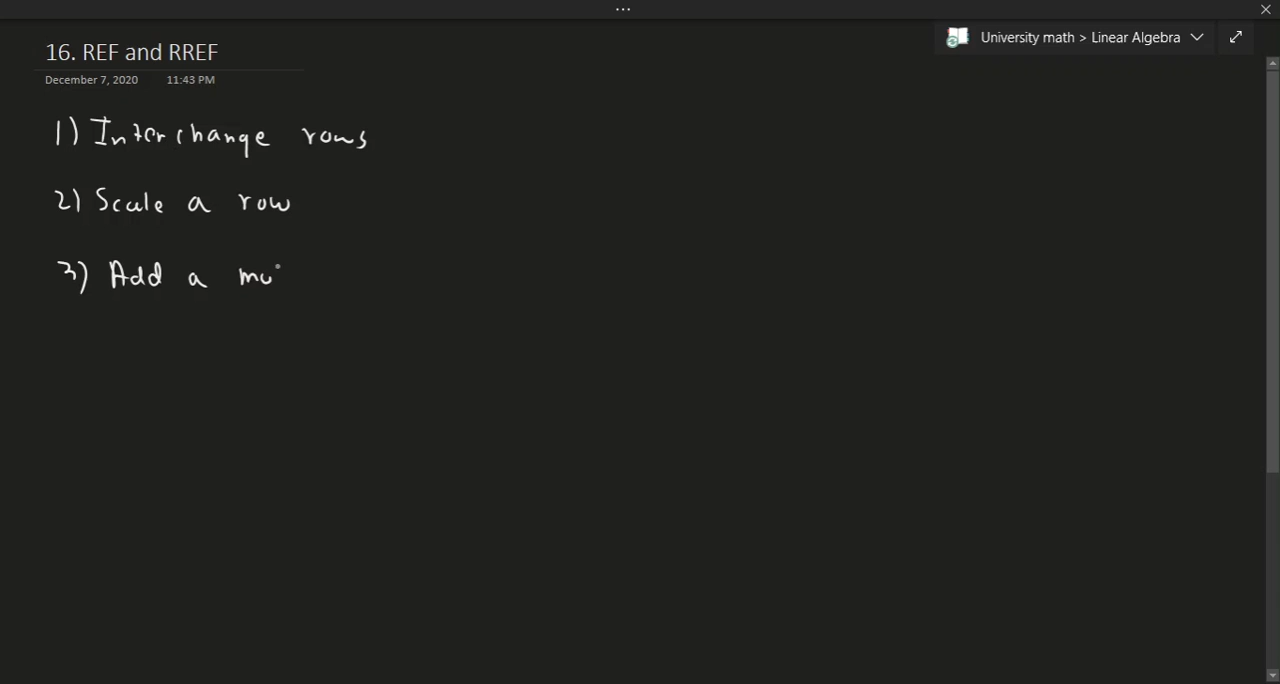 ...
University math > Linear Algebra
16. REF and RREF
December 7, 2020 11:43 PM
1) Interchange rows
2) Scale a row
3) Add a mu